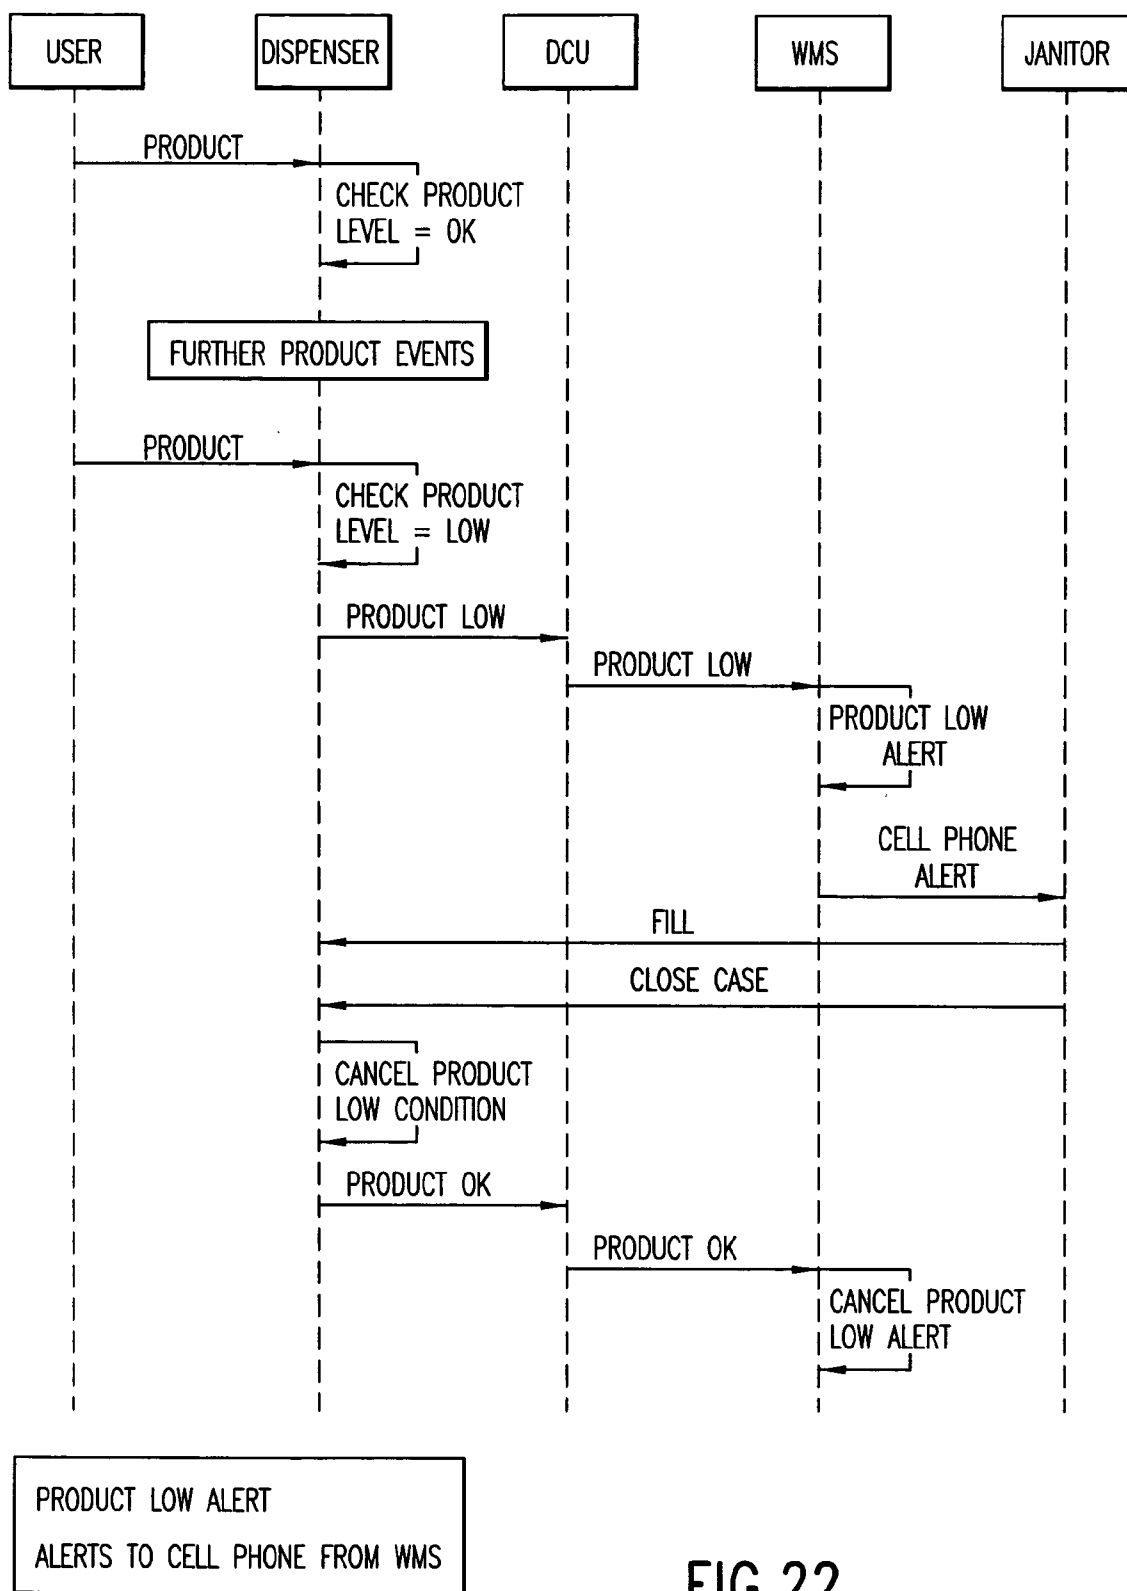 USER DISPENSER DCU WMS JANITOR
PRODUCT
CHECK PRODUCT
LEVEL = OK
FURTHER PRODUCT EVENTS
PRODUCT
CHECK PRODUCT
LEVEL = LOW
PRODUCT LOW
PRODUCT LOW
PRODUCT LOW
ALERT
CELL PHONE
ALERT
FILL
CLOSE CASE
CANCEL PRODUCT
LOW CONDITION
PRODUCT OK
PRODUCT OK
CANCEL PRODUCT
LOW ALERT
PRODUCT LOW ALERT
ALERTS TO CELL PHONE FROM WMS
FIG.22